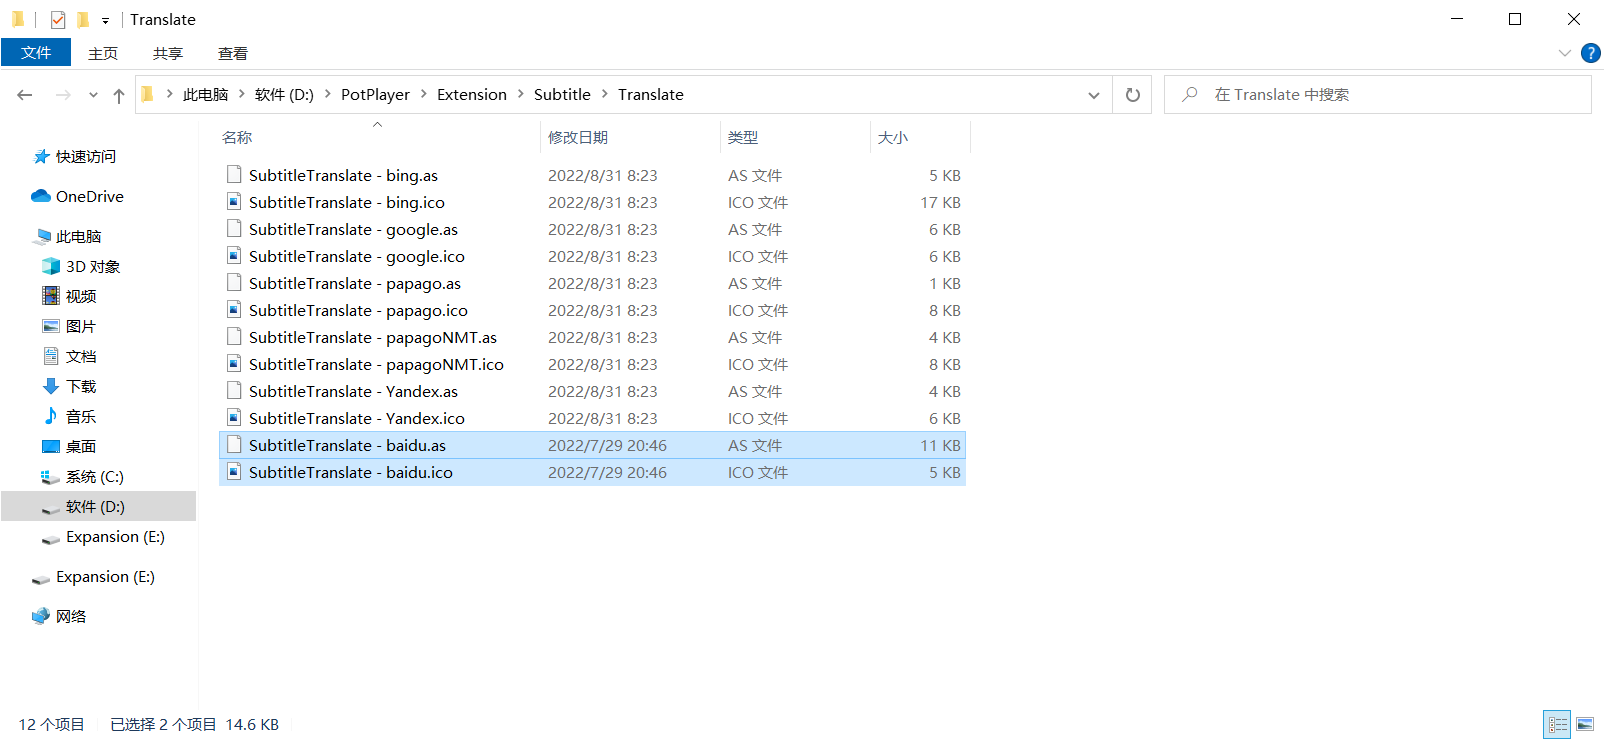 Translate
文件 主页 共享 查看
此电脑 软件 (D:) PotPlayer Extension Subtitle Translate
在 Translate 中搜索
快速访问
OneDrive
此电脑
3D 对象
视频
图片
文档
下载
音乐
桌面
系统 (C:)
软件 (D:)
Expansion (E:)
Expansion (E:)
网络
名称 修改日期 类型 大小
SubtitleTranslate - bing.as 2022/8/31 8:23 AS 文件 5 KB
SubtitleTranslate - bing.ico 2022/8/31 8:23 ICO 文件 17 KB
SubtitleTranslate - google.as 2022/8/31 8:23 AS 文件 6 KB
SubtitleTranslate - google.ico 2022/8/31 8:23 ICO 文件 6 KB
SubtitleTranslate - papago.as 2022/8/31 8:23 AS 文件 1 KB
SubtitleTranslate - papago.ico 2022/8/31 8:23 ICO 文件 8 KB
SubtitleTranslate - papagoNMT.as 2022/8/31 8:23 AS 文件 4 KB
SubtitleTranslate - papagoNMT.ico 2022/8/31 8:23 ICO 文件 8 KB
SubtitleTranslate - Yandex.as 2022/8/31 8:23 AS 文件 4 KB
SubtitleTranslate - Yandex.ico 2022/8/31 8:23 ICO 文件 6 KB
SubtitleTranslate - baidu.as 2022/7/29 20:46 AS 文件 11 KB
SubtitleTranslate - baidu.ico 2022/7/29 20:46 ICO 文件 5 KB
12 个项目 已选择 2 个项目 14.6 KB